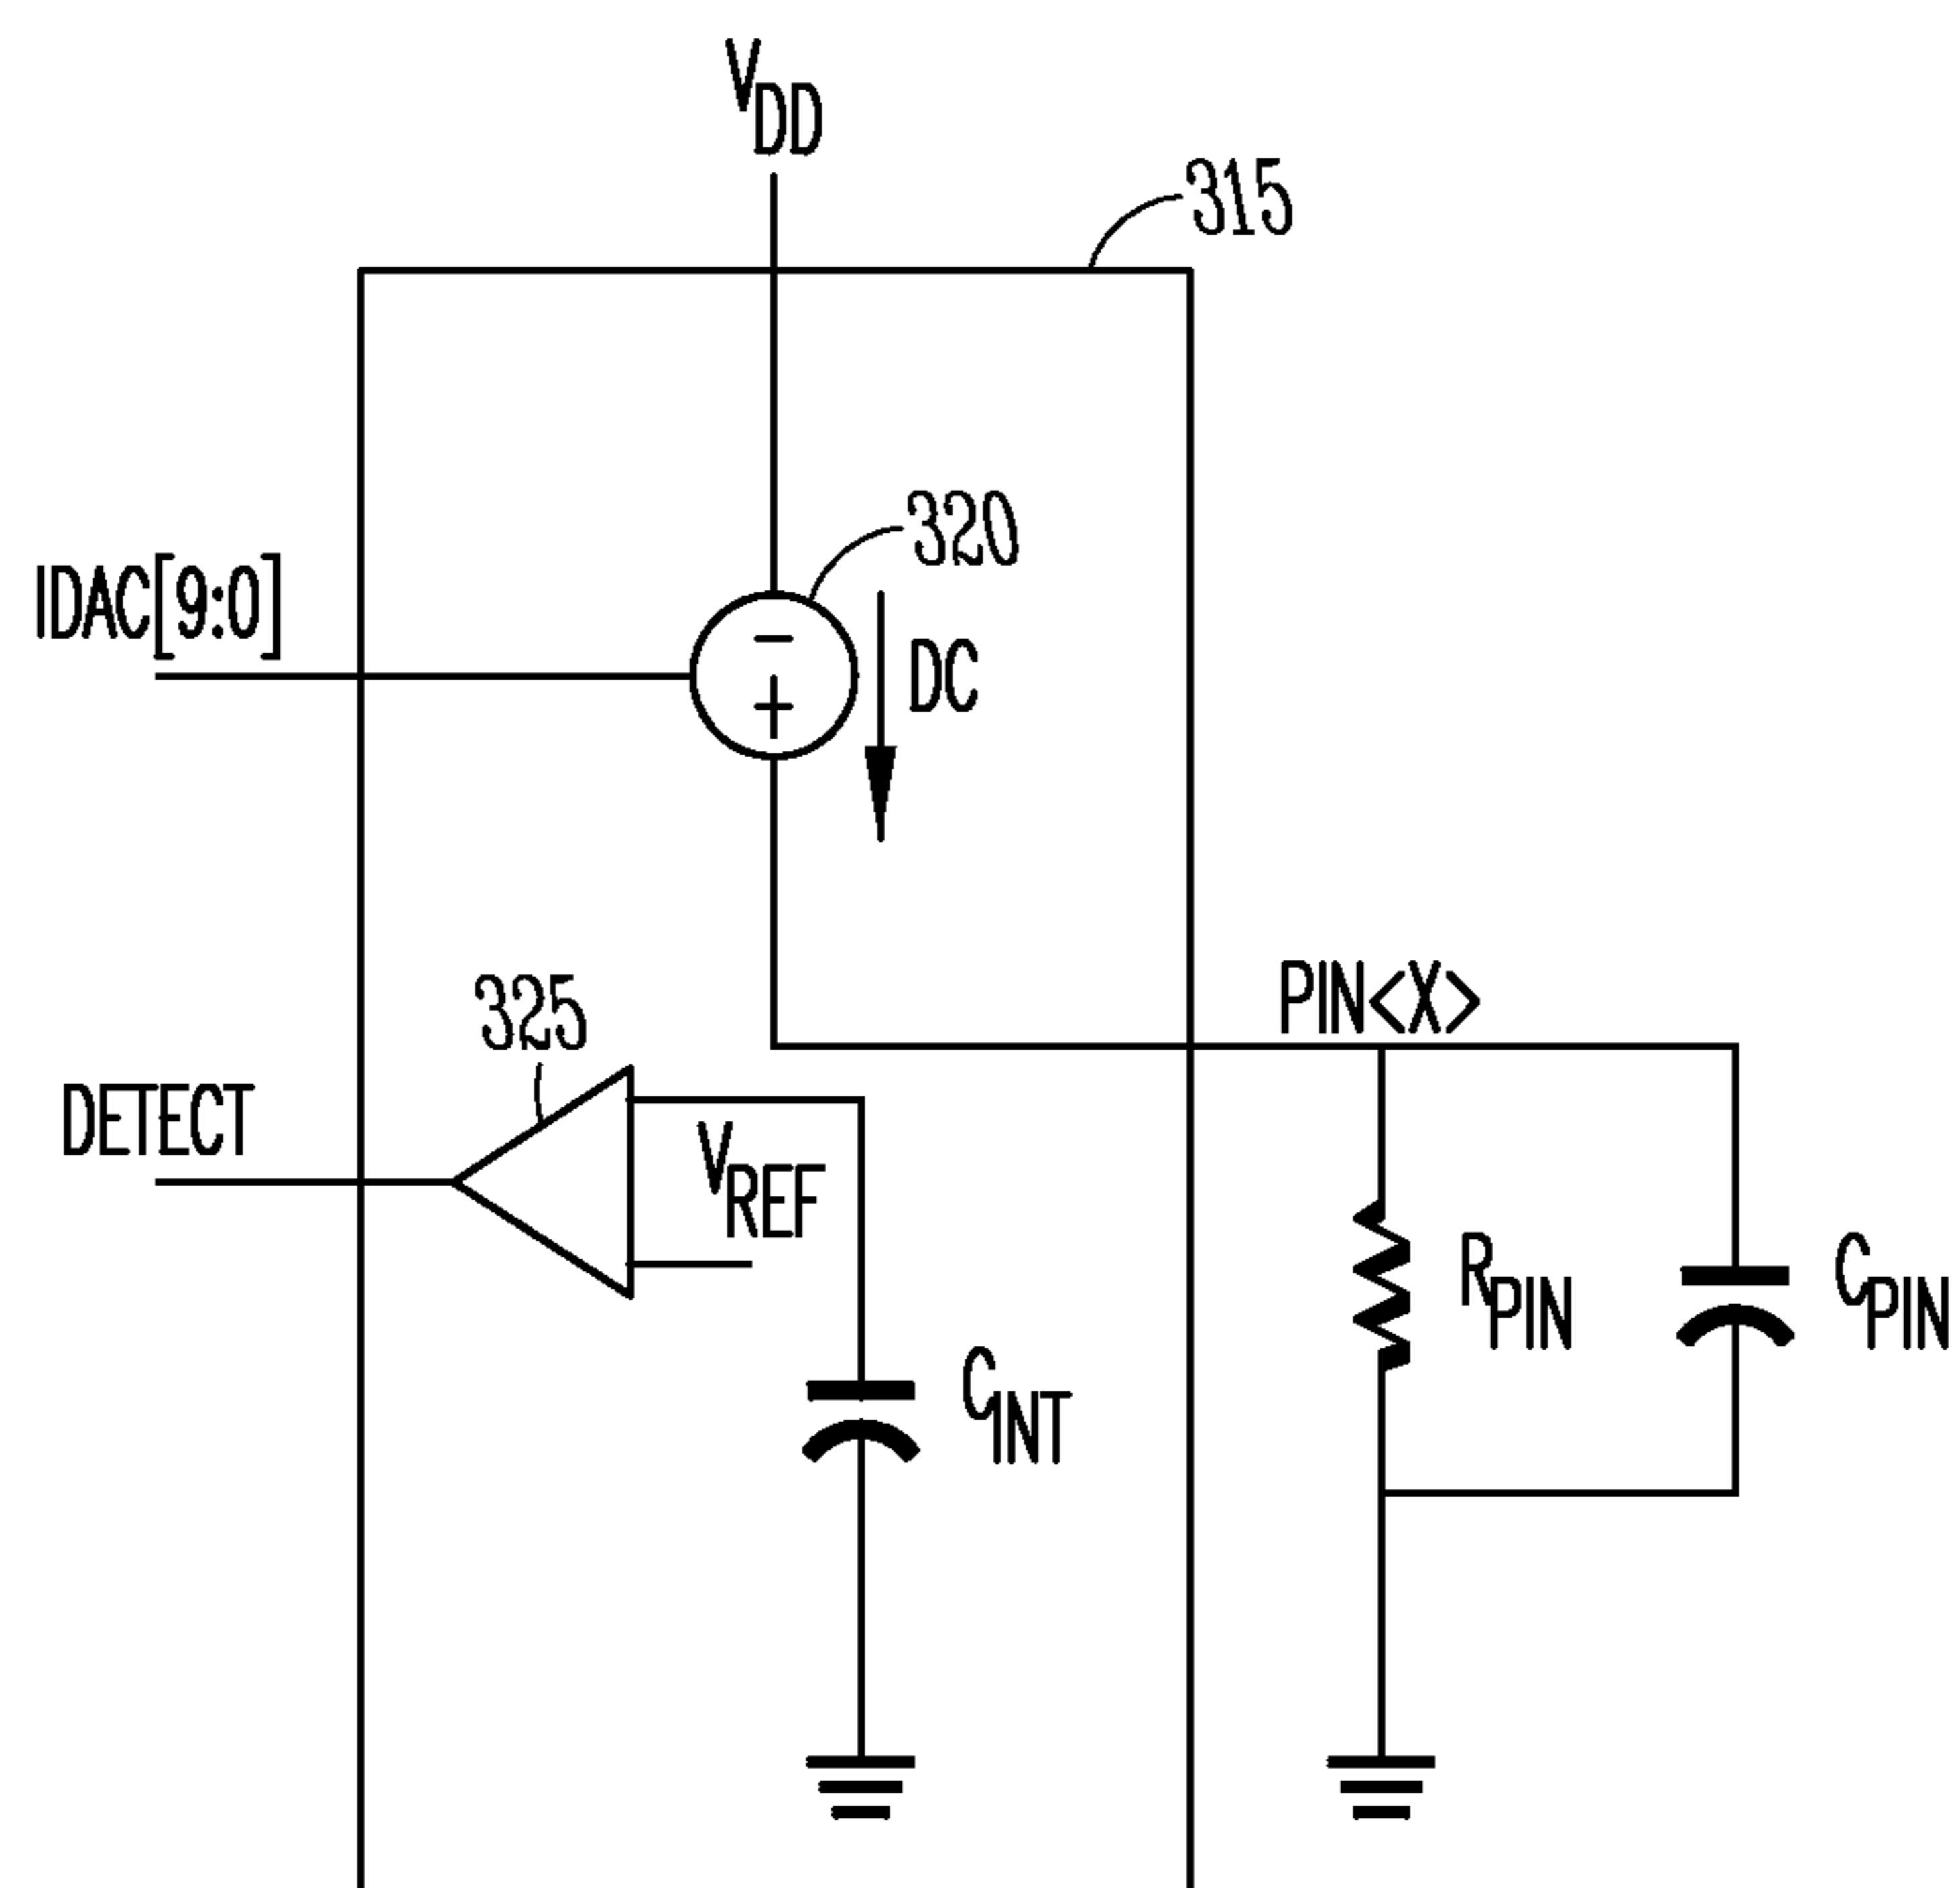 VDD
315
320
IDAC[9:0]
DC
PIN<X>
325
DETECT
VREF
RPIN
CPIN
CINT